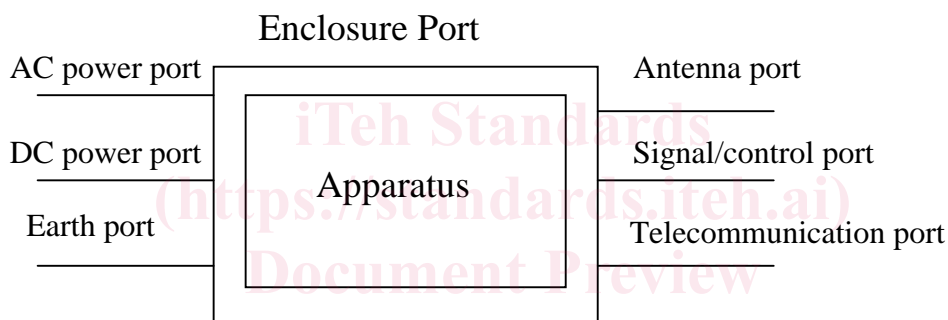 Enclosure Port
AC power port
Antenna port
iTeh Standards
DC power port
Signal/control port
Apparatus
(https://standards.iteh.ai)
Earth port
Telecommunication port
Document Preview